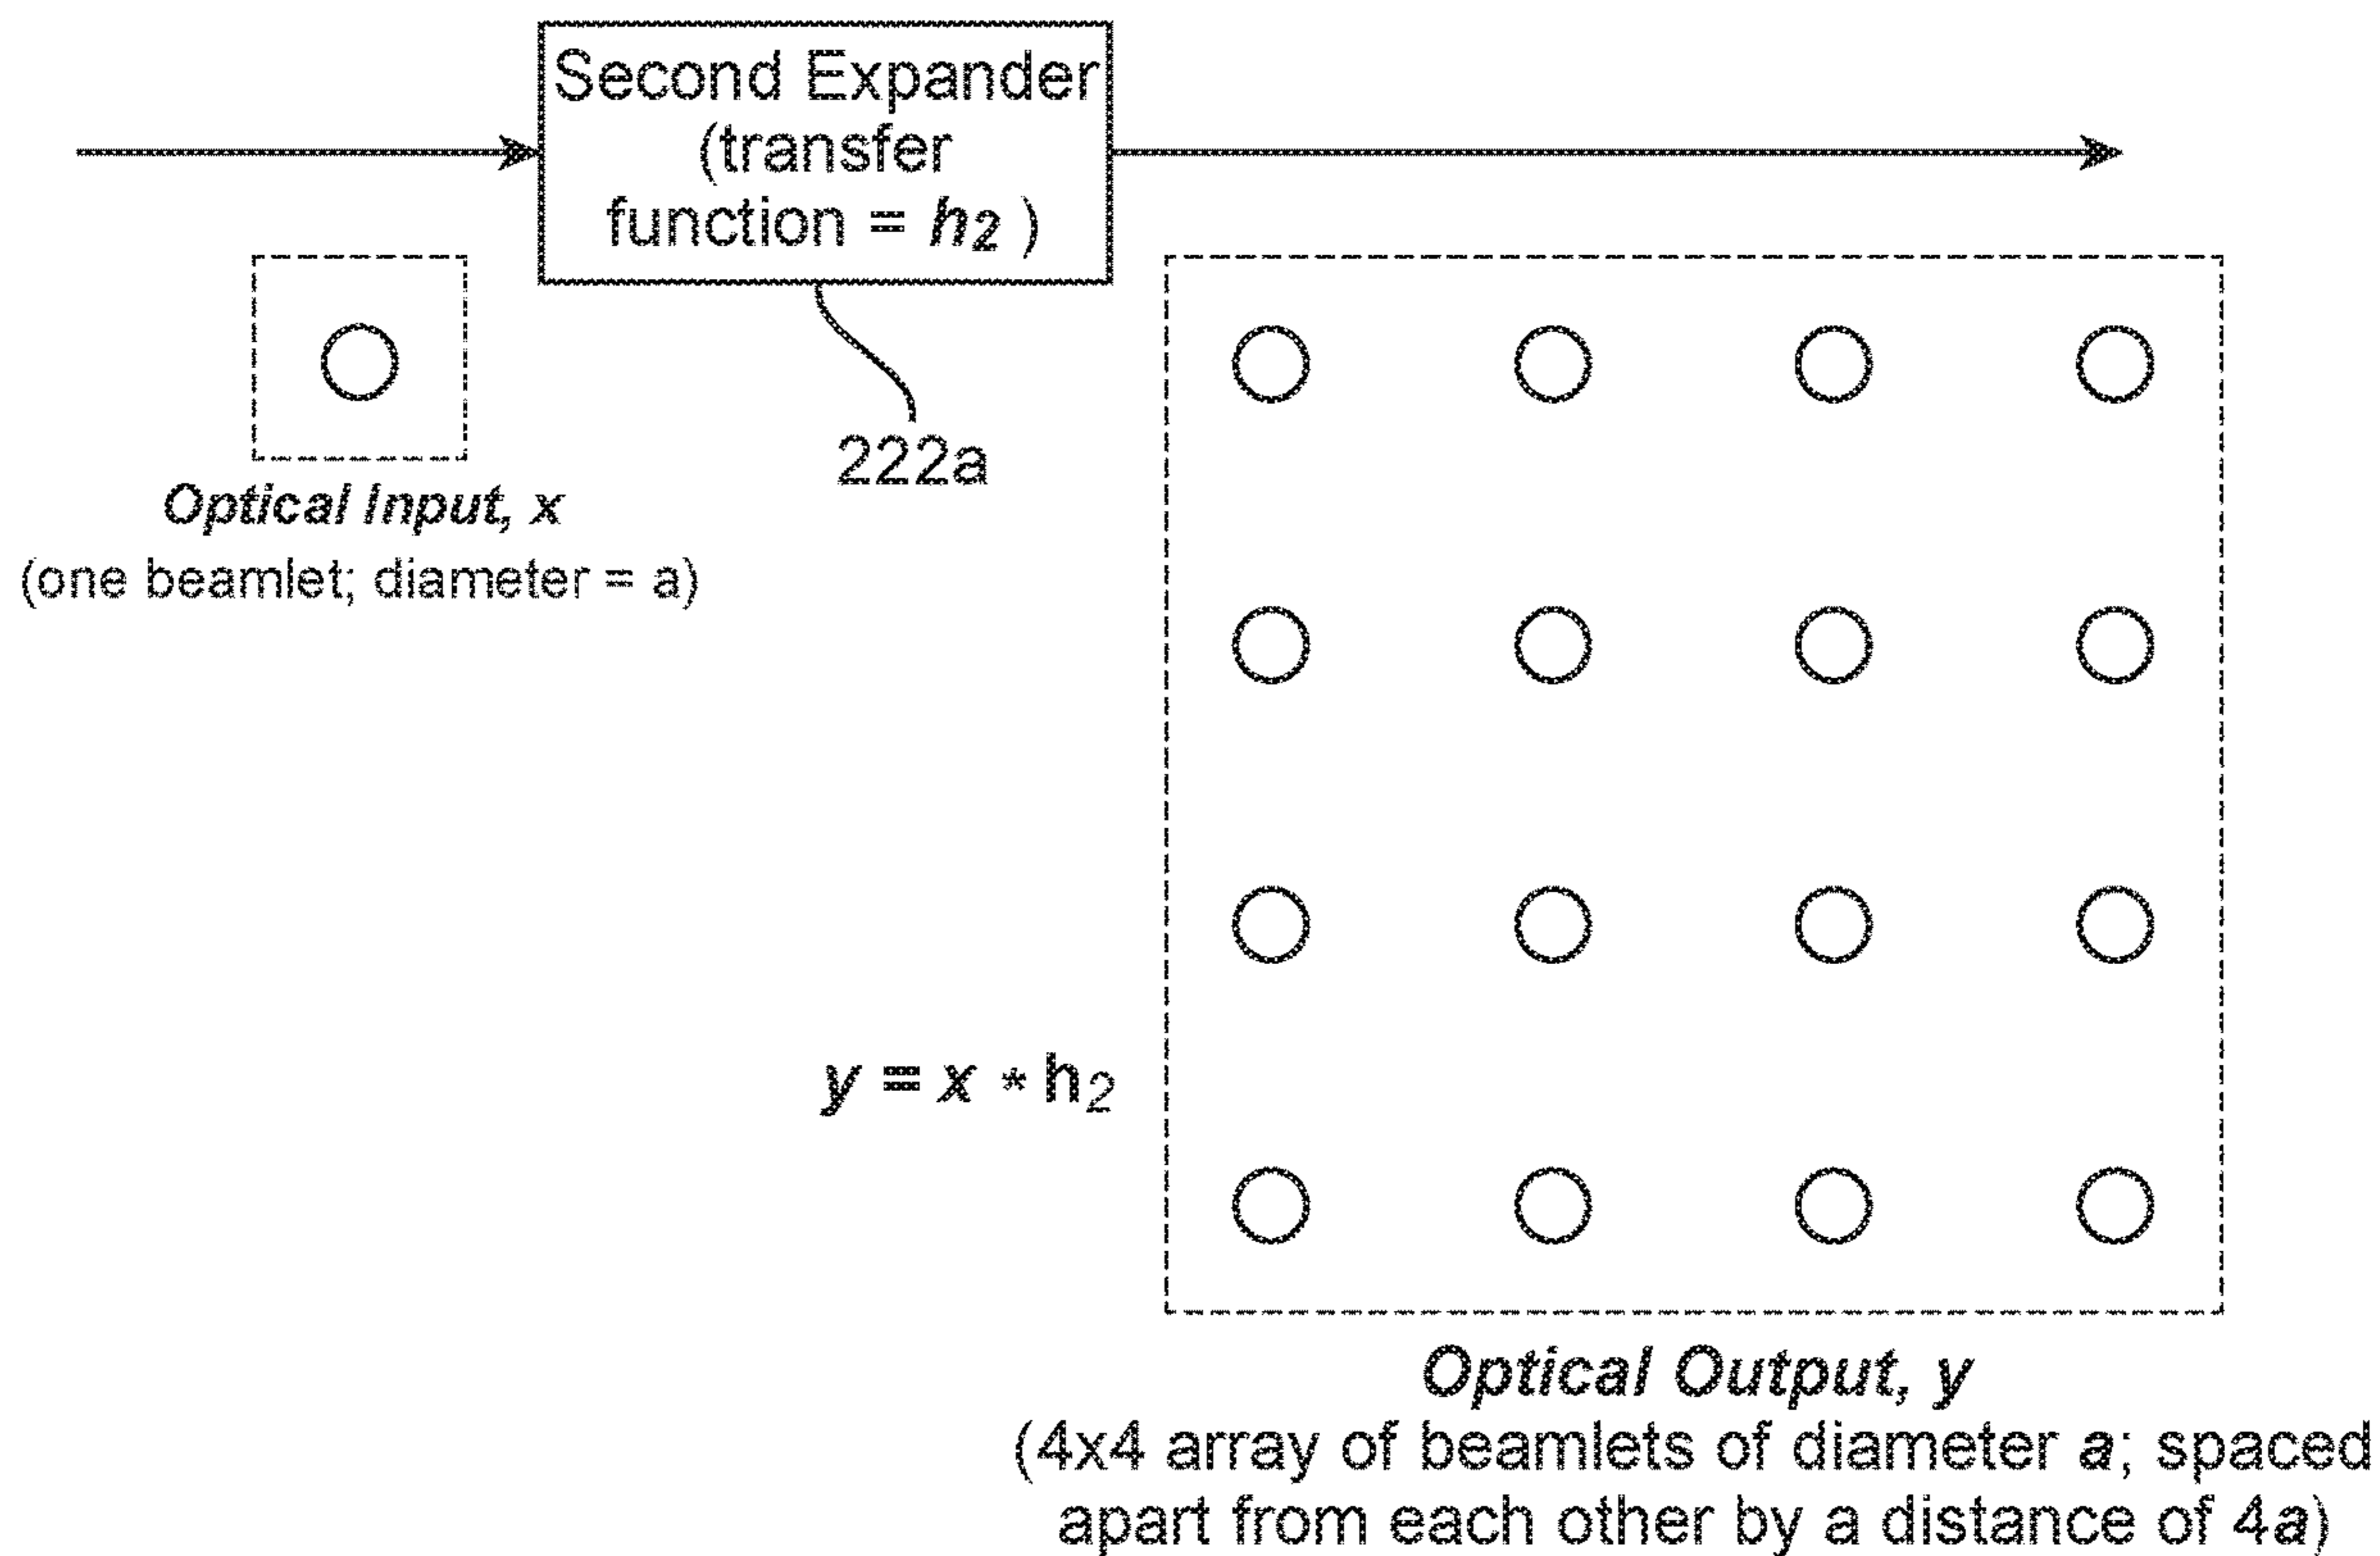 Second Expander
(transfer
function = h2 )
222a
Optical Input, x
(one beamlet; diameter = a)
y = x * h2
Optical Output, y
(4x4 array of beamlets of diameter a; spaced
apart from each other by a distance of 4a)